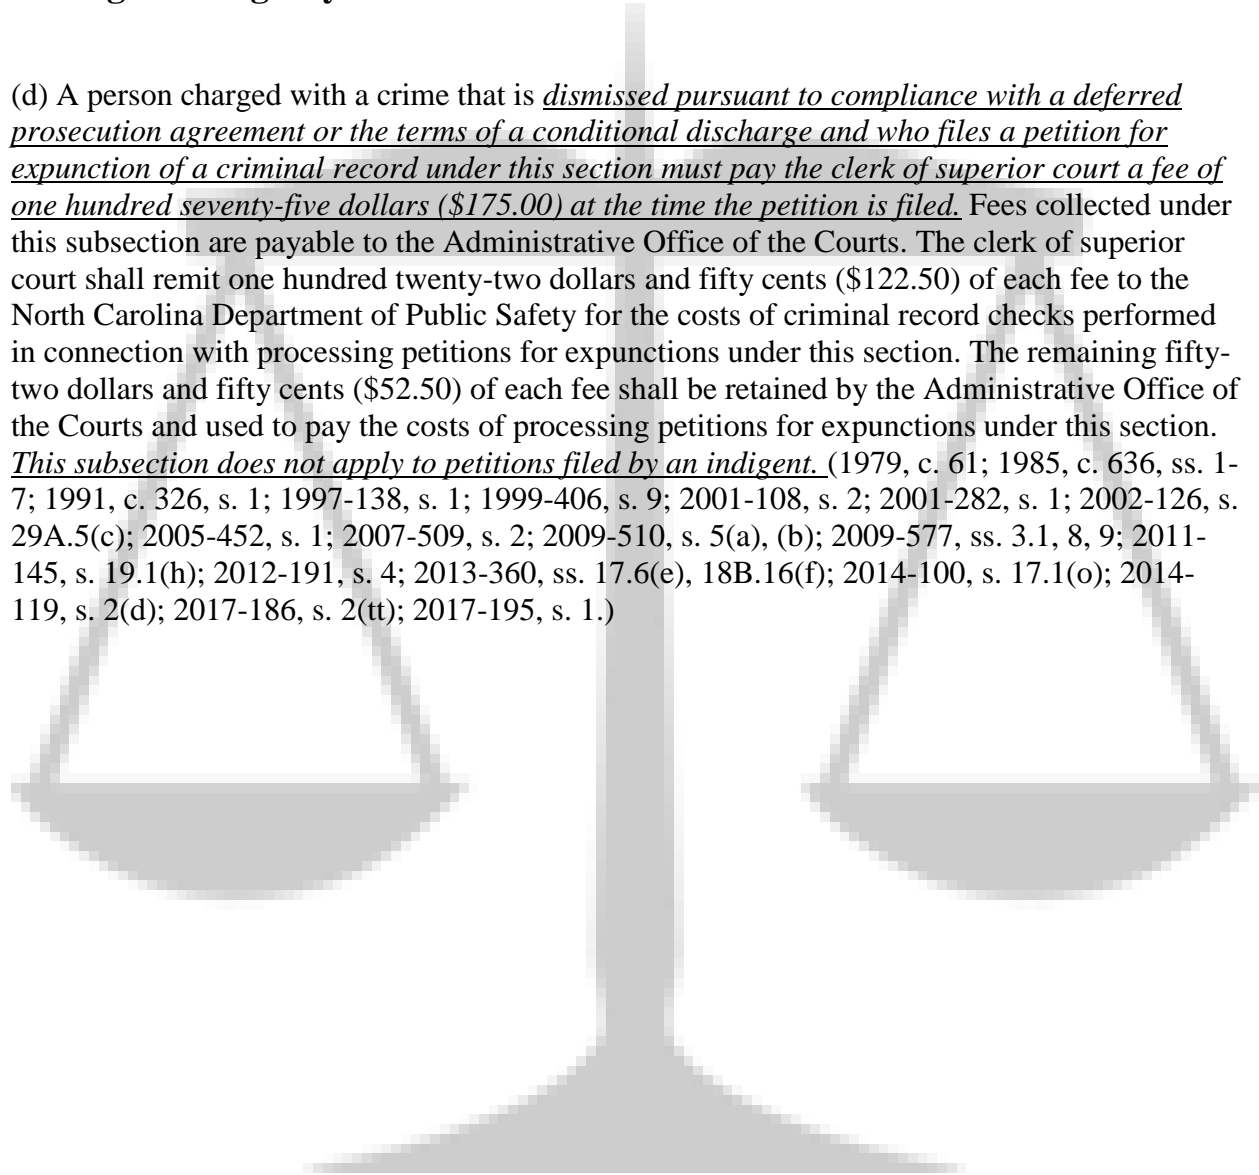 (d) A person charged with a crime that is dismissed pursuant to compliance with a deferred
prosecution agreement or the terms of a conditional discharge and who files a petition for
expunction of a criminal record under this section must pay the clerk of superior court a fee of
one hundred seventy-five dollars ($175.00) at the time the petition is filed. Fees collected under
this subsection are payable to the Administrative Office of the Courts. The clerk of superior
court shall remit one hundred twenty-two dollars and fifty cents ($122.50) of each fee to the
North Carolina Department of Public Safety for the costs of criminal record checks performed
in connection with processing petitions for expunctions under this section. The remaining fifty-
two dollars and fifty cents ($52.50) of each fee shall be retained by the Administrative Office of
the Courts and used to pay the costs of processing petitions for expunctions under this section.
This subsection does not apply to petitions filed by an indigent. (1979, c. 61; 1985, c. 636, ss. 1-
7; 1991, c. 326, s. 1; 1997-138, s. 1; 1999-406, s. 9; 2001-108, s. 2; 2001-282, s. 1; 2002-126, s.
29A.5(c); 2005-452, s. 1; 2007-509, s. 2; 2009-510, s. 5(a), (b); 2009-577, ss. 3.1, 8, 9; 2011-
145, s. 19.1(h); 2012-191, s. 4; 2013-360, ss. 17.6(e), 18B.16(f); 2014-100, s. 17.1(o); 2014-
119, s. 2(d); 2017-186, s. 2(tt); 2017-195, s. 1.)